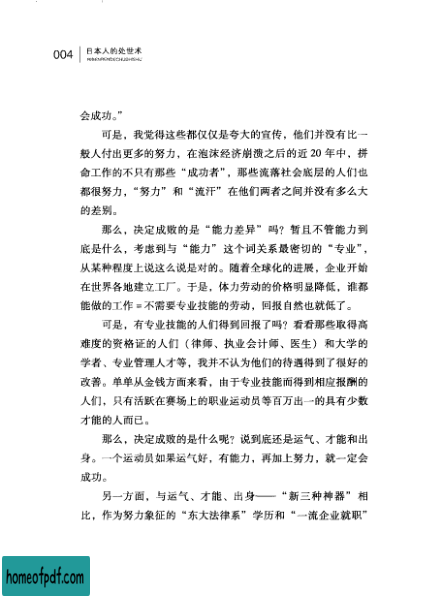 004 日本人的处世术
RIBENRENDECHUSHISHU
会成功。”
可是，我觉得这些都仅仅是夸大的宣传，他们并没有比一
般人付出更多的努力，在泡沫经济崩溃之后的近 20 年中，拼
命工作的不只有那些“成功者”，那些流落社会底层的人们也
都很努力，“努力”和“流汗”在他们两者之间并没有多么大
的差别。
那么，决定成败的是“能力差异”吗？暂且不管能力到
底是什么，考虑到与“能力”这个词关系最密切的“专业”，
从某种程度上说这么说是对的。随着全球化的进展，企业开始
在世界各地建立工厂。于是，体力劳动的价格明显降低，谁都
能做的工作＝不需要专业技能的劳动，回报自然也就低了。
可是，有专业技能的人们得到回报了吗？看看那些取得高
难度的资格证的人们（律师、执业会计师、医生）和大学的
学者、专业管理人才等，我并不认为他们的待遇得到了很好的
改善。单单从金钱方面来看，由于专业技能而得到相应报酬的
人们，只有活跃在赛场上的职业运动员等百万出一的具有少数
才能的人而已。
那么，决定成败的是什么呢？说到底还是运气、才能和出
身。一个运动员如果运气好，有能力，再加上努力，就一定会
成功。
另一方面，与运气、才能、出身——“新三种神器”相
比，作为努力象征的“东大法律系”学历和“一流企业就职”
homeofpdf.com